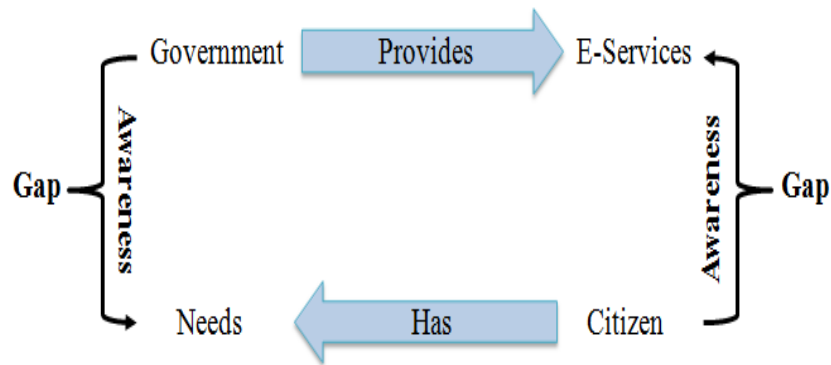 Government Provides E-Services
Awareness
Awareness
Gap
Gap
Needs Has Citizen